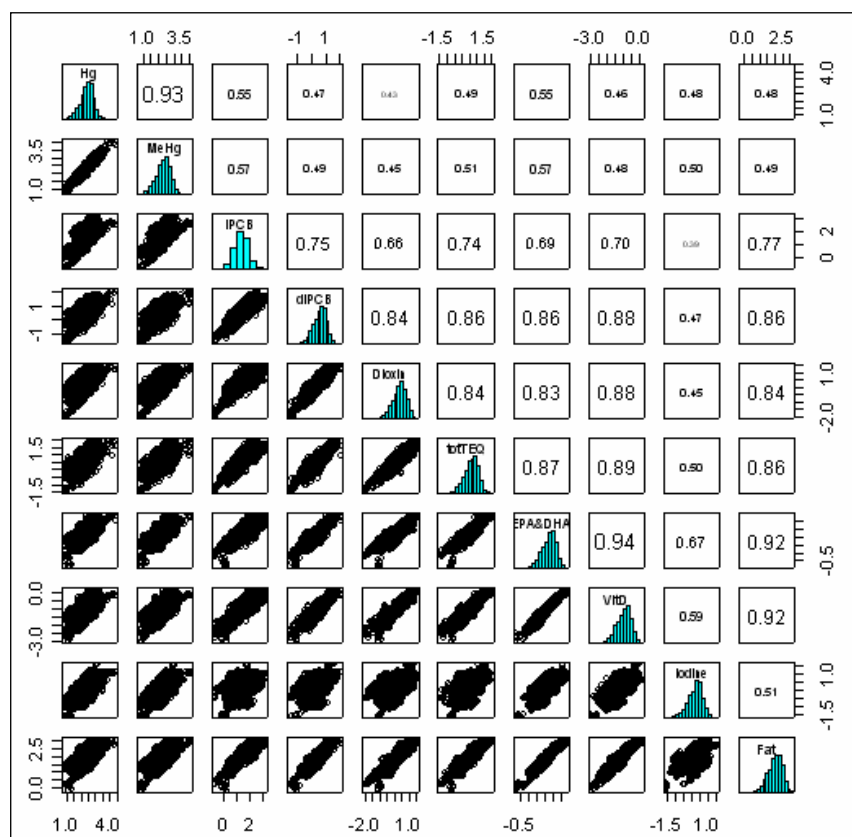 1.0 3.5 -1 1 -1.5 1.5 -3.0 0.0 0.0 2.5
Hg 0.93 0.55 0.47 0.43 0.49 0.55 0.46 0.48 0.48 1.0 4.0
1.0 3.5 MeHg 0.57 0.49 0.45 0.51 0.57 0.48 0.50 0.49
iPCB 0.75 0.66 0.74 0.69 0.70 0.39 0.77 0 2
-1 1 dlPCB 0.84 0.86 0.86 0.88 0.47 0.86
Dioxin 0.84 0.83 0.88 0.45 0.84 -2.0 1.0
-1.5 1.5 totTEQ 0.87 0.89 0.50 0.86
EPA&DHA 0.94 0.67 0.92 -0.5
-3.0 0.0 VitD 0.59 0.92
Iodine 0.51 -1.5 1.0
0.0 2.5 Fat
1.0 4.0 0 2 -2.0 1.0 -0.5 -1.5 1.0